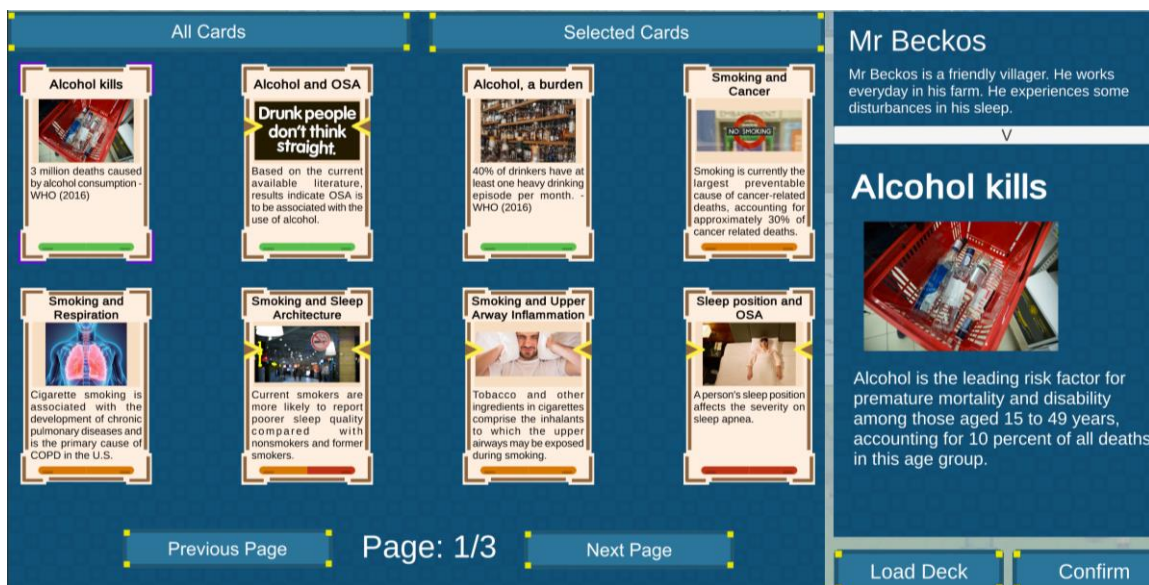 All Cards
Selected Cards
Alcohol kills
3 million deaths caused
by alcohol consumption -
WHO (2016)
Alcohol and OSA
Drunk people
don't think
straight.
Based on the current
available literature,
results indicate OSA is
to be associated with the
use of alcohol.
Alcohol, a burden
40% of drinkers have at
least one heavy drinking
episode per month. -
WHO (2016)
Smoking and
Cancer
NO SMOKING
Smoking is currently the
largest preventable
cause of cancer-related
deaths, accounting for
approximately 30% of
cancer related deaths.
Smoking and
Respiration
Cigarette smoking is
associated with the
development of chronic
pulmonary diseases and
is the primary cause of
COPD in the U.S.
Smoking and Sleep
Architecture
Current smokers are
more likely to report
poorer sleep quality
compared with
nonsmokers and former
smokers.
Smoking and Upper
Arway Inflammation
Tobacco and other
ingredients in cigarettes
comprise the inhalants
to which the upper
airways may be exposed
during smoking.
Sleep position and
OSA
A person's sleep position
affects the severity on
sleep apnea.
Previous Page
Page: 1/3
Next Page
Mr Beckos
Mr Beckos is a friendly villager. He works
everyday in his farm. He experiences some
disturbances in his sleep.
V
Alcohol kills
Alcohol is the leading risk factor for
premature mortality and disability
among those aged 15 to 49 years,
accounting for 10 percent of all deaths
in this age group.
Load Deck
Confirm